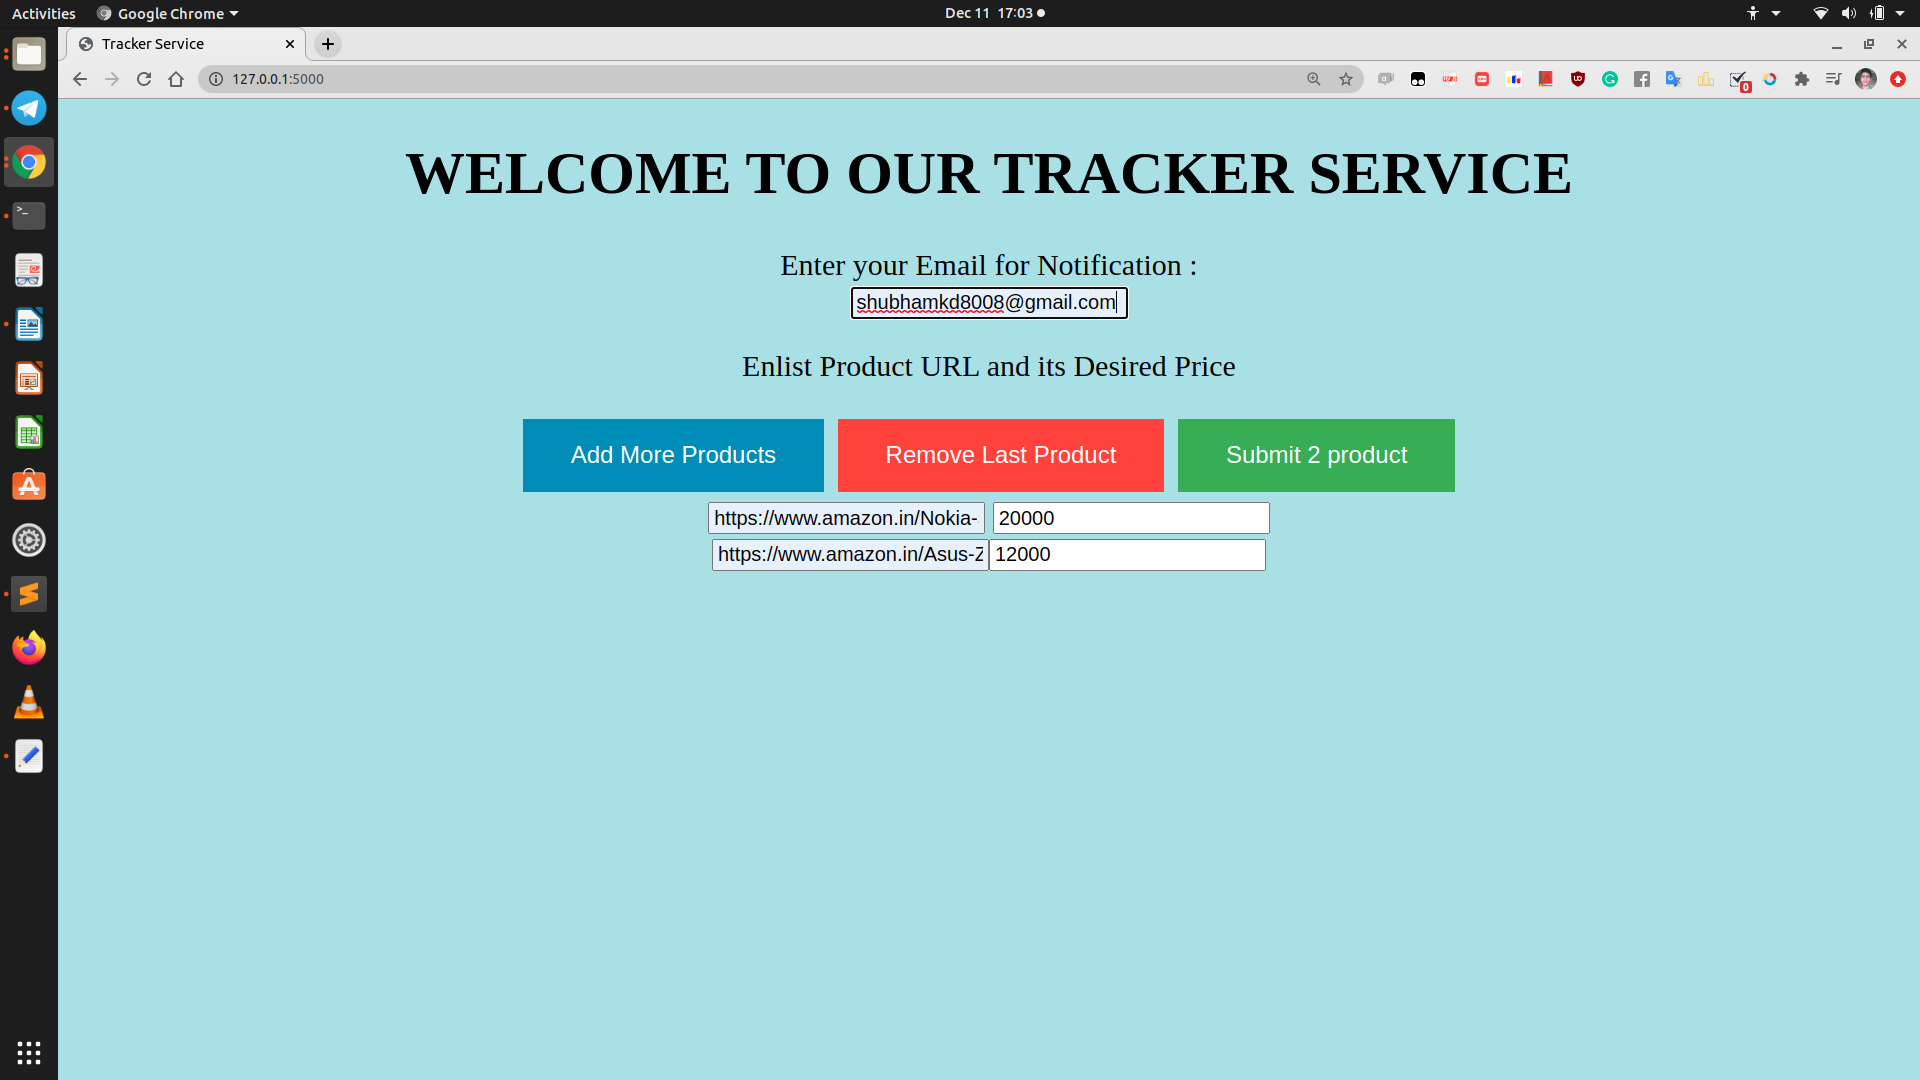 Activities Google Chrome Dec 11 17:03
Tracker Service
127.0.0.1:5000
0
WELCOME TO OUR TRACKER SERVICE
Enter your Email for Notification :
shubhamkd8008@gmail.com
Enlist Product URL and its Desired Price
Add More Products Remove Last Product Submit 2 product
https://www.amazon.in/Nokia- 20000
https://www.amazon.in/Asus-Z 12000